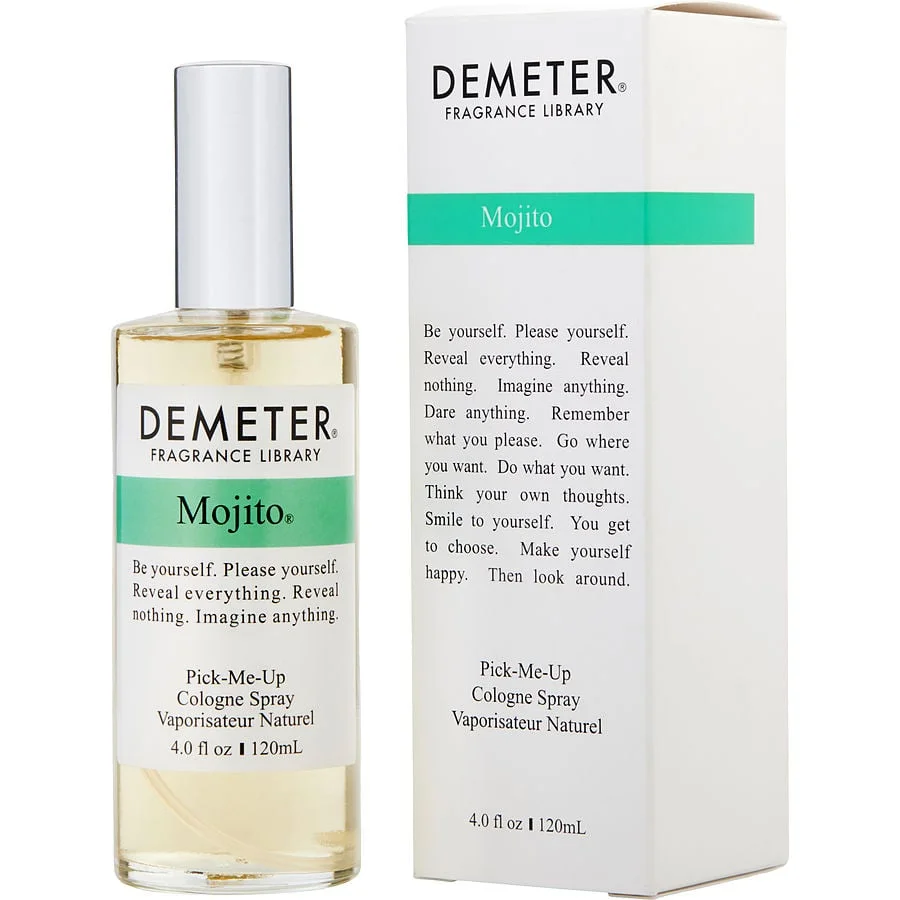 DEMETER®
FRAGRANCE LIBRARY
Mojito®
Be yourself. Please yourself.
Reveal everything. Reveal
nothing. Imagine anything.
Pick-Me-Up
Cologne Spray
Vaporisateur Naturel
4.0 fl oz ❙ 120mL
DEMETER®
FRAGRANCE LIBRARY
Mojito
Be yourself. Please yourself.
Reveal everything. Reveal
nothing. Imagine anything.
Dare anything. Remember
what you please. Go where
you want. Do what you want.
Think your own thoughts.
Smile to yourself. You get
to choose. Make yourself
happy. Then look around.
Pick-Me-Up
Cologne Spray
Vaporisateur Naturel
4.0 fl oz ❙ 120mL